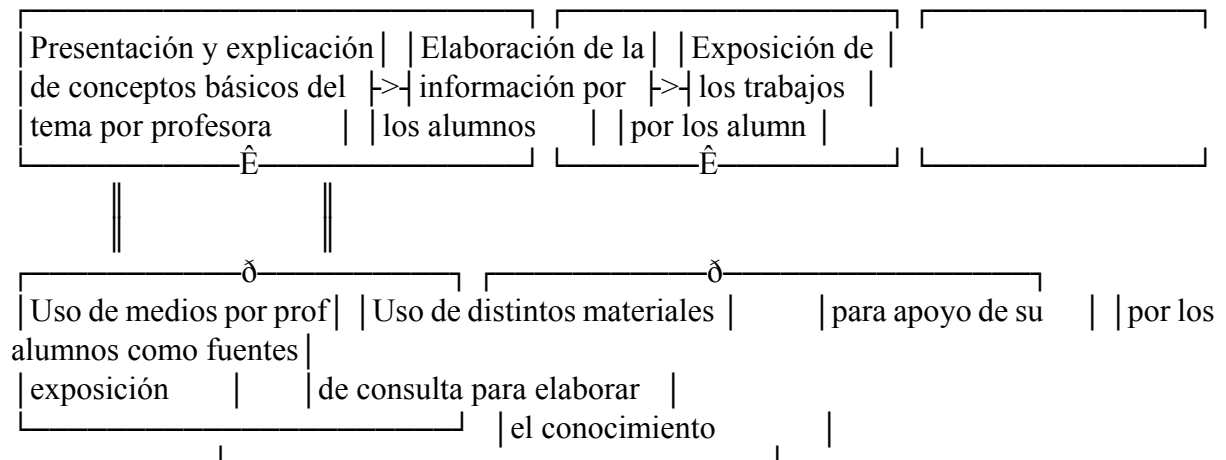 Presentación y explicación│ │Elaboración de la│ │Exposición de │
│de conceptos básicos del ├>┤información por ├>┤los trabajos │
│tema por profesora │ │los alumnos │ │por los alumn │
Ê Ê
║ ║
║ ║
ð ð
│Uso de medios por prof│ │Uso de distintos materiales │ │para apoyo de su │ │por los
alumnos como fuentes│
│exposición │ │de consulta para elaborar │
│el conocimiento │